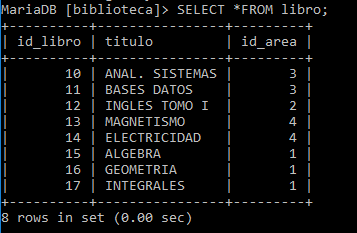 MariaDB [biblioteca]> SELECT *FROM libro;
+----------+----------------+---------+
| id_libro | titulo         | id_area |
+----------+----------------+---------+
|       10 | ANAL. SISTEMAS |       3 |
|       11 | BASES DATOS    |       3 |
|       12 | INGLES TOMO I  |       2 |
|       13 | MAGNETISMO     |       4 |
|       14 | ELECTRICIDAD   |       4 |
|       15 | ALGEBRA        |       1 |
|       16 | GEOMETRIA      |       1 |
|       17 | INTEGRALES     |       1 |
+----------+----------------+---------+
8 rows in set (0.00 sec)